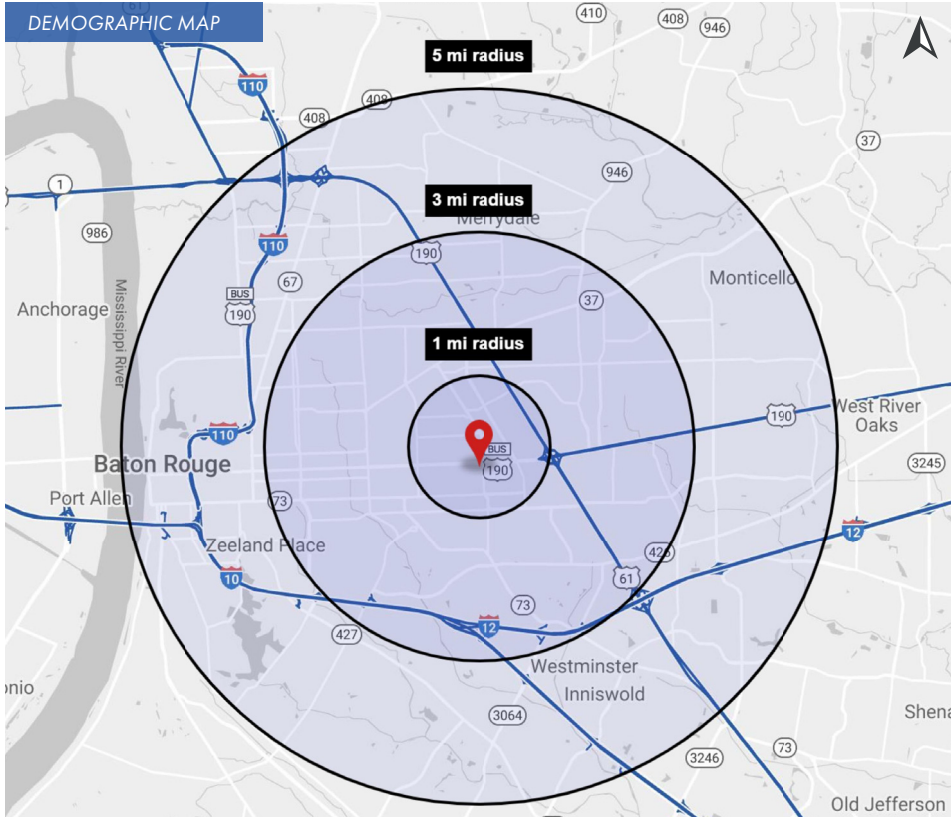 61
DEMOGRAPHIC MAP
410
408
946
5 mi radius
110
408
408
37
946
1
3 mi radius
Merrydale
986
110
190
67
Monticello
BUS
190
37
Anchorage
Mississippi River
1 mi radius
190
West River
Oaks
110
BUS
190
Baton Rouge
3245
Port Allen
73
12
Zeeland Place
426
10
61
73
12
427
Westminster
Inniswold
onio
3064
Shena
73
3246
Old Jefferson